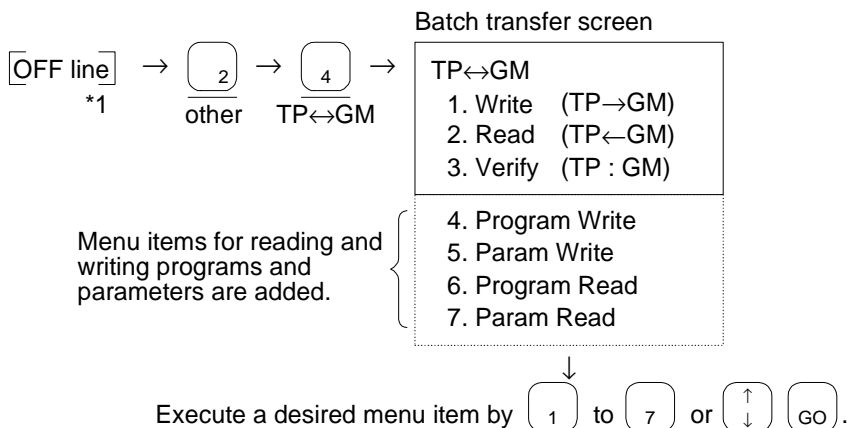 Batch transfer screen
[OFF line] → 2 → 4 → 
*1 other TP↔GM
TP↔GM
1. Write (TP→GM)
2. Read (TP←GM)
3. Verify (TP : GM)
Menu items for reading and
writing programs and
parameters are added.
4. Program Write
5. Param Write
6. Program Read
7. Param Read
↓
Execute a desired menu item by 1 to 7 or ↑ ↓ GO .